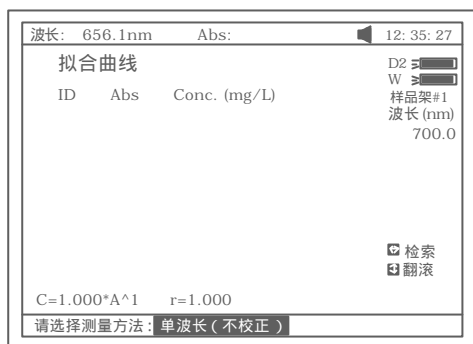 波长: 656.1nm Abs: 12: 35: 27
拟合曲线
ID Abs Conc. (mg/L)
D2
W
样品架#1
波长 (nm)
700.0
检索
翻滚
C=1.000*A^1 r=1.000
请选择测量方法 : 单波长 ( 不校正 )